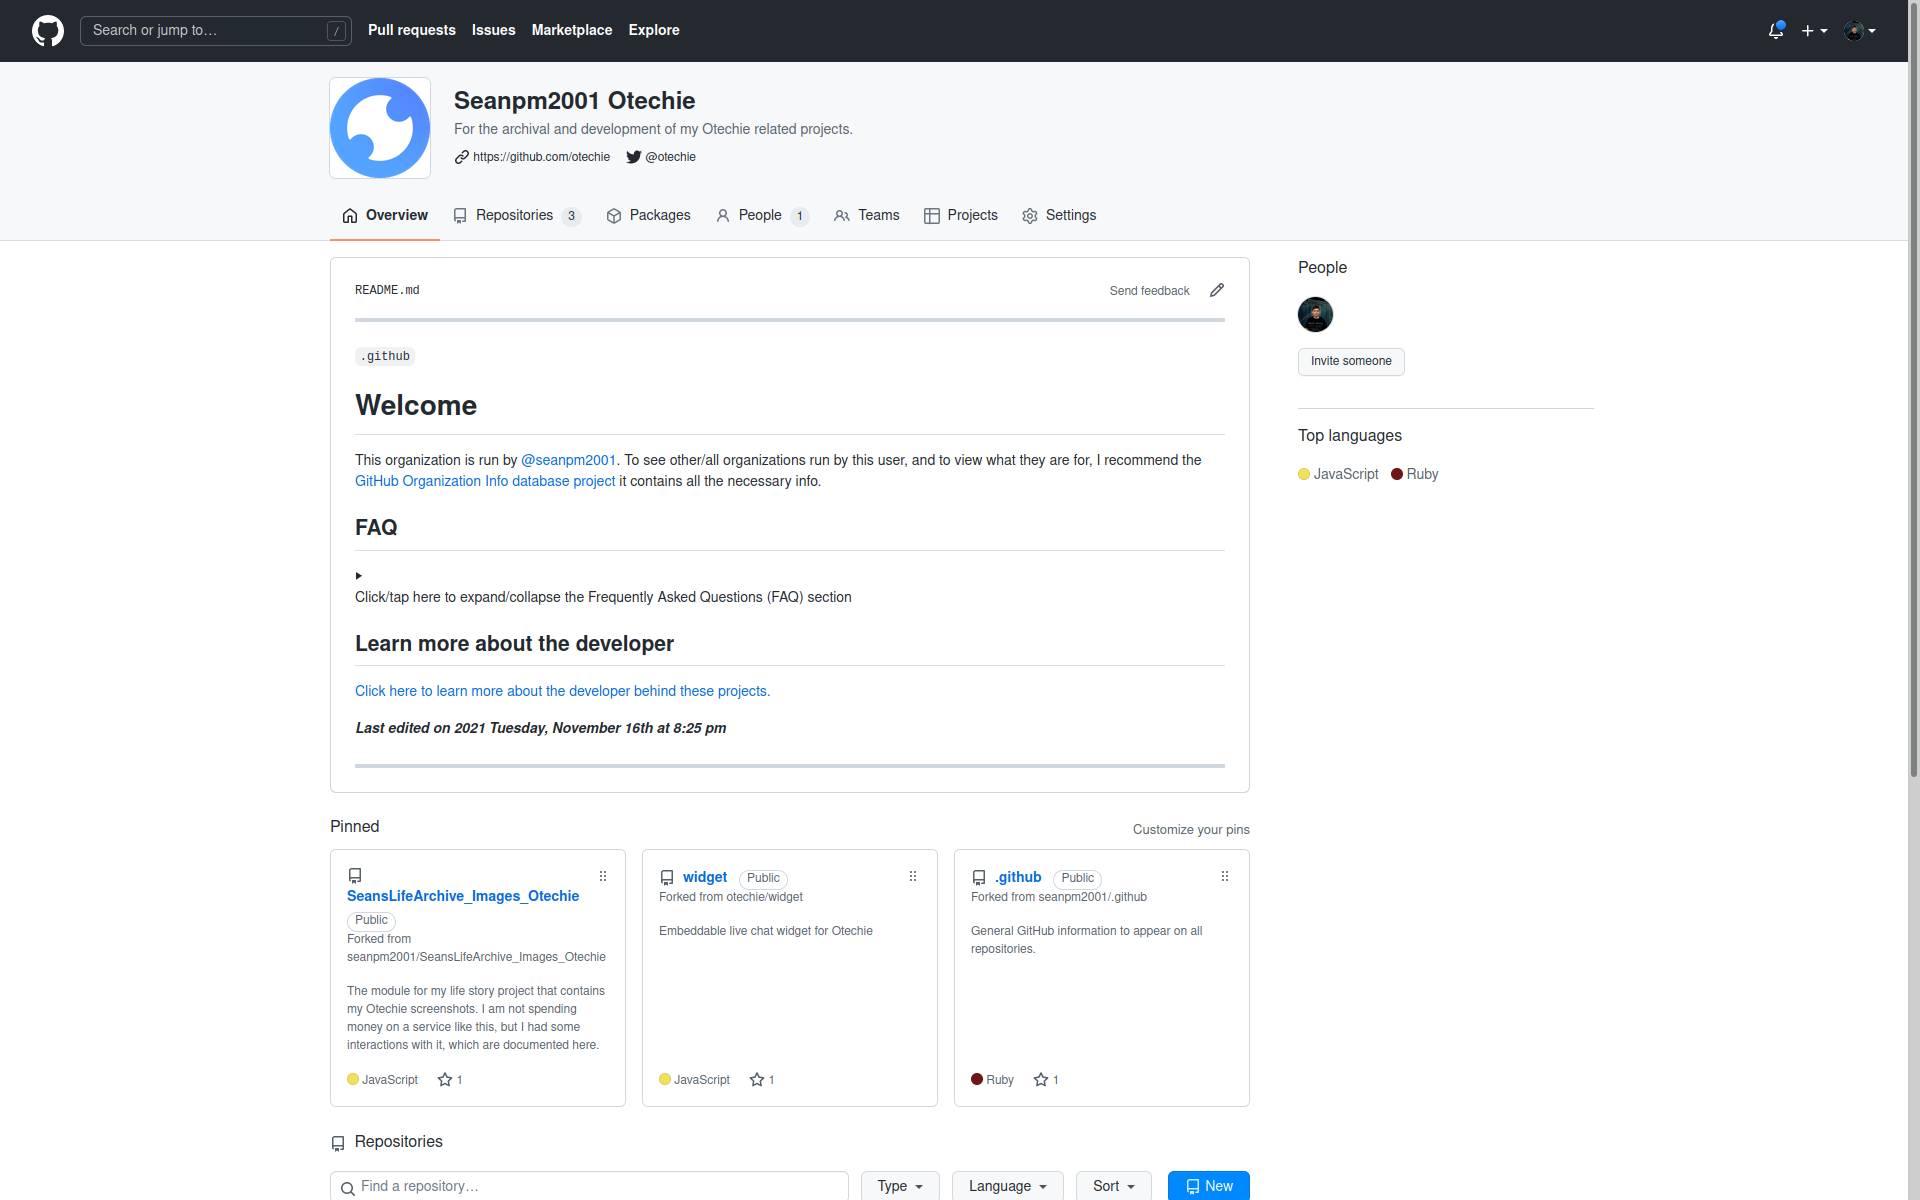 Search or jump to…
/
Pull requests
Issues
Marketplace
Explore
Seanpm2001 Otechie
For the archival and development of my Otechie related projects.
https://github.com/otechie @otechie
Overview
Repositories 3
Packages
People 1
Teams
Projects
Settings
README.md
Send feedback
.github
Welcome
This organization is run by @seanpm2001. To see other/all organizations run by this user, and to view what they are for, I recommend the
GitHub Organization Info database project it contains all the necessary info.
FAQ
Click/tap here to expand/collapse the Frequently Asked Questions (FAQ) section
Learn more about the developer
Click here to learn more about the developer behind these projects.
Last edited on 2021 Tuesday, November 16th at 8:25 pm
People
Invite someone
Top languages
JavaScript
Ruby
Pinned
Customize your pins
SeansLifeArchive_Images_Otechie
Public
Forked from
seanpm2001/SeansLifeArchive_Images_Otechie
The module for my life story project that contains
my Otechie screenshots. I am not spending
money on a service like this, but I had some
interactions with it, which are documented here.
JavaScript 1
widget Public
Forked from otechie/widget
Embeddable live chat widget for Otechie
JavaScript 1
.github Public
Forked from seanpm2001/.github
General GitHub information to appear on all
repositories.
Ruby 1
Repositories
Find a repository…
Type
Language
Sort
New